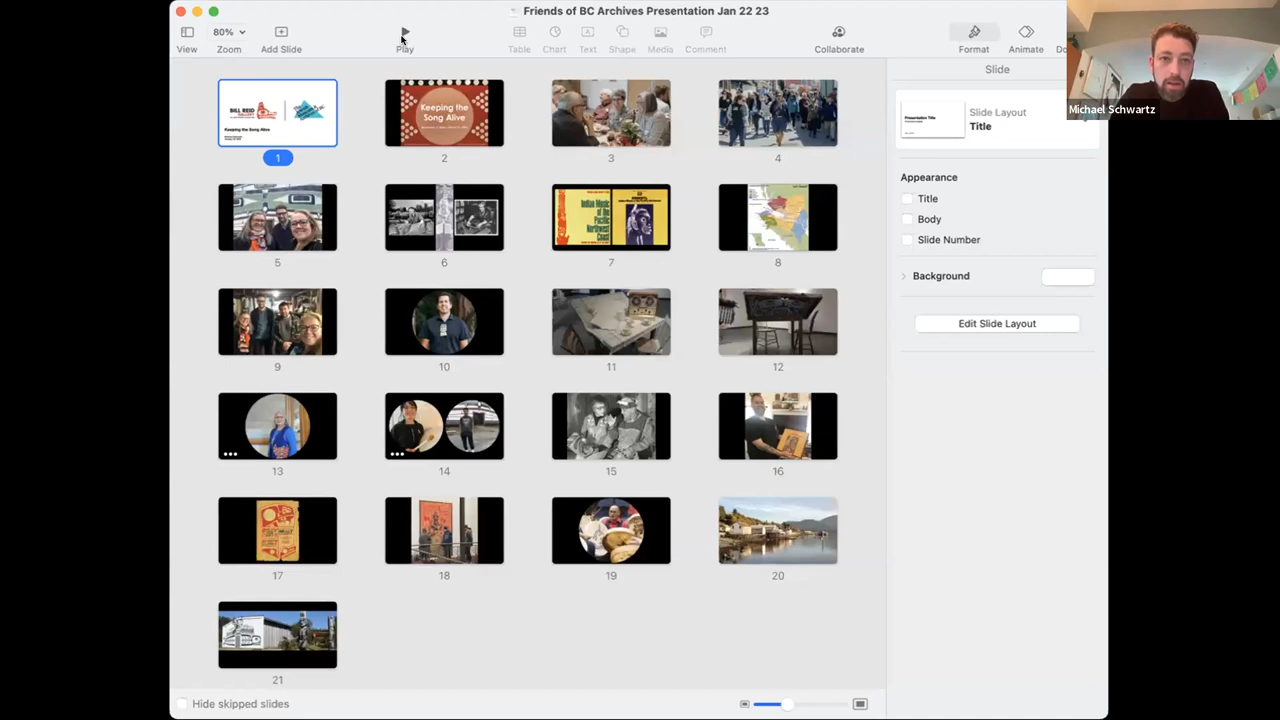 Friends of BC Archives Presentation Jan 22 23
View
80%
Zoom
Add Slide
Play
Table
Chart
Text
Shape
Media
Comment
Collaborate
Format
Animate
Do
Michael Schwartz
Slide
Presentation Title
Slide Layout
Title
Appearance
Title
Body
Slide Number
Background
Edit Slide Layout
BILL REID
Keeping the Song Alive
1
Keeping the
Song Alive
2
3
4
5
6
Indian Music
of the
Pacific
Northwest
Coast
7
8
9
10
11
12
13
14
15
16
17
18
19
20
21
Hide skipped slides